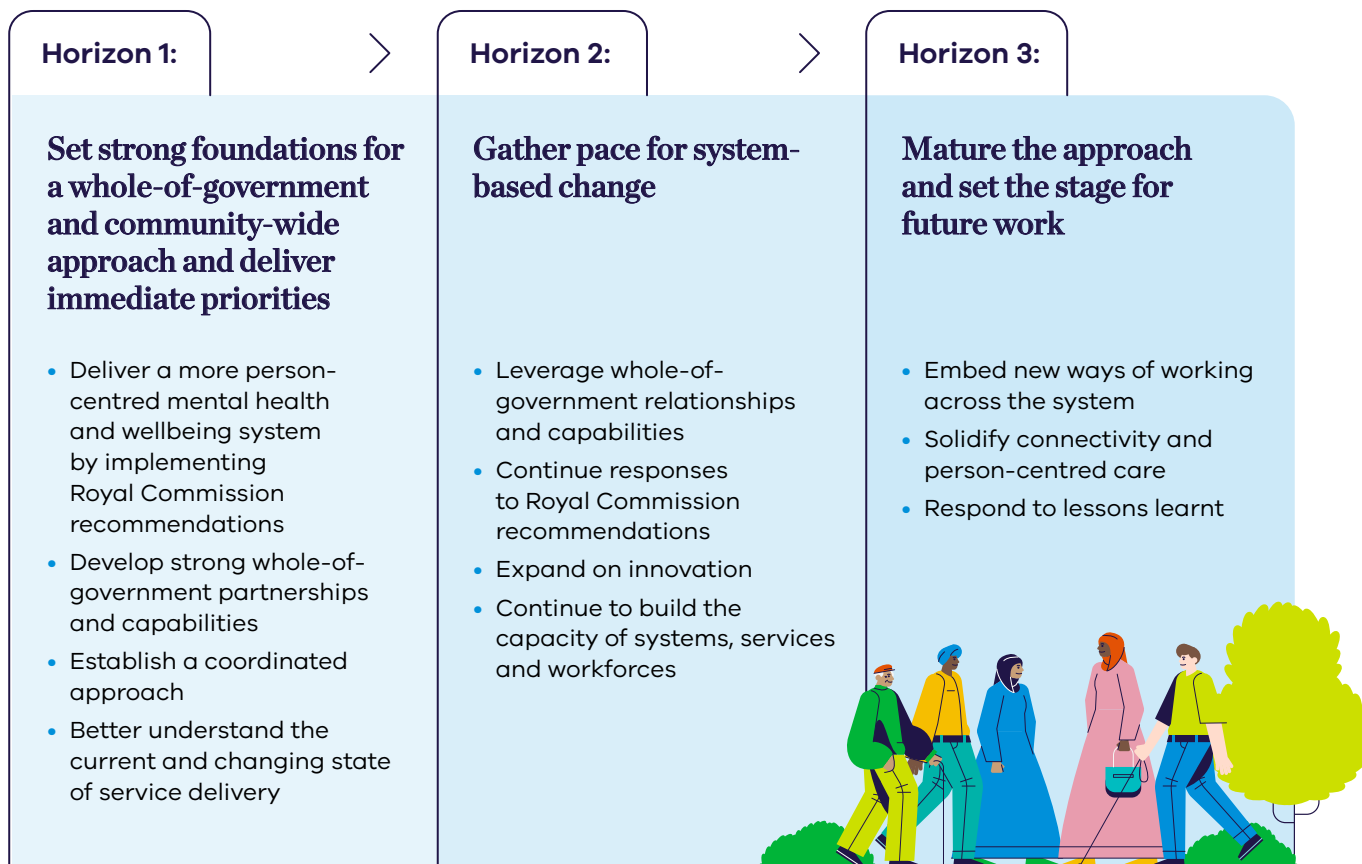 Horizon 1:
Set strong foundations for
a whole-of-government
and community-wide
approach and deliver
immediate priorities
• Deliver a more person-
centred mental health
and wellbeing system
by implementing
Royal Commission
recommendations
• Develop strong whole-of-
government partnerships
and capabilities
• Establish a coordinated
approach
• Better understand the
current and changing state
of service delivery
Horizon 2:
Gather pace for system-
based change
• Leverage whole-of-
government relationships
and capabilities
• Continue responses
to Royal Commission
recommendations
• Expand on innovation
• Continue to build the
capacity of systems, services
and workforces
Horizon 3:
Mature the approach
and set the stage for
future work
• Embed new ways of working
across the system
• Solidify connectivity and
person-centred care
• Respond to lessons learnt